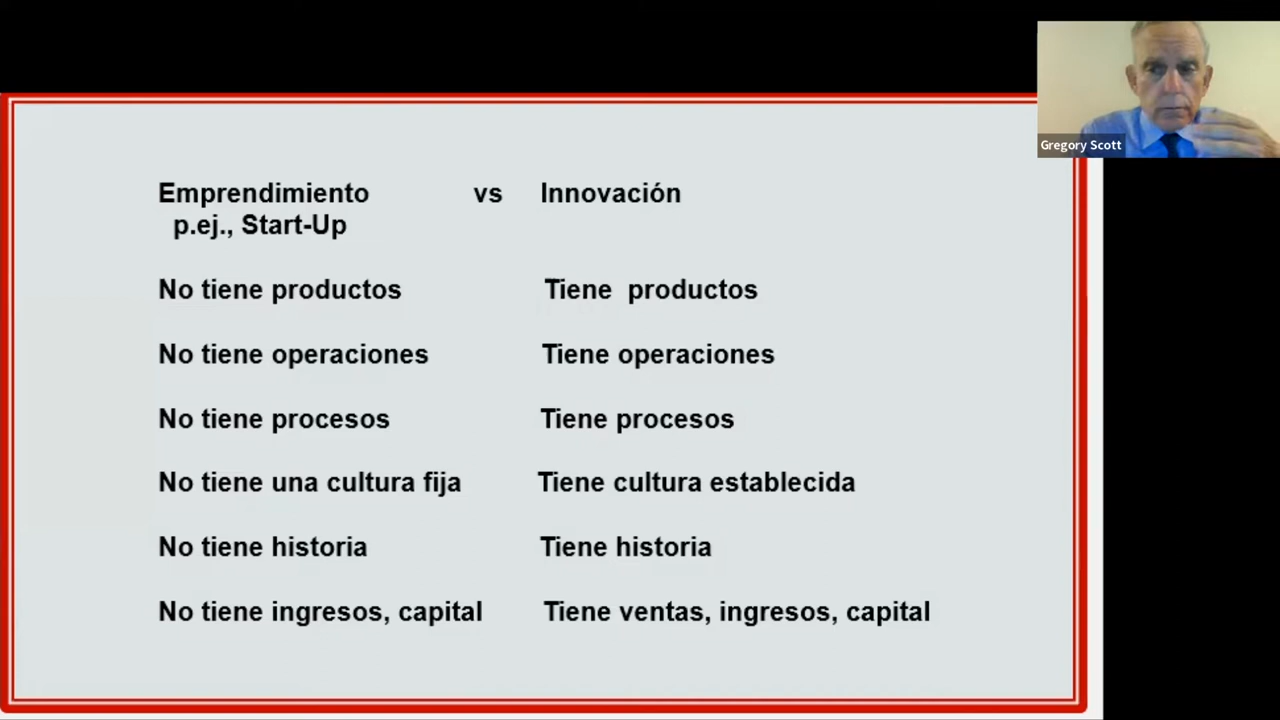 Gregory Scott
Emprendimiento vs Innovación
p.ej., Start-Up
No tiene productos Tiene productos
No tiene operaciones Tiene operaciones
No tiene procesos Tiene procesos
No tiene una cultura fija Tiene cultura establecida
No tiene historia Tiene historia
No tiene ingresos, capital Tiene ventas, ingresos, capital